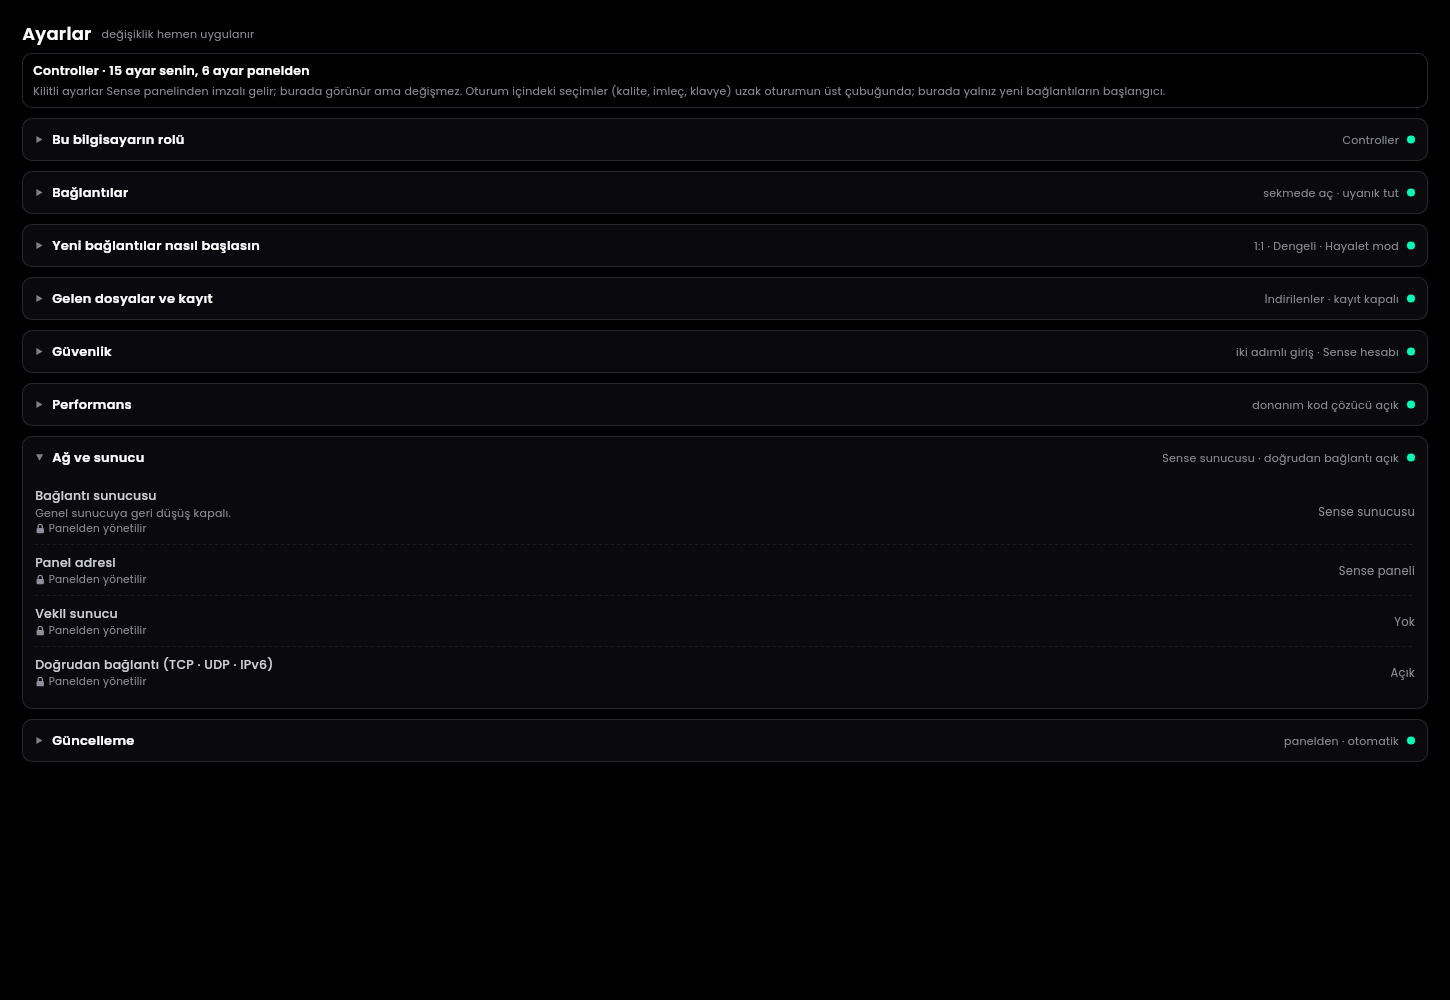 Ayarlar değişiklik hemen uygulanır
Controller · 15 ayar senin, 6 ayar panelden
Kilitli ayarlar Sense panelinden imzalı gelir; burada görünür ama değişmez. Oturum içindeki seçimler (kalite, imleç, klavye) uzak oturumun üst çubuğunda; burada yalnız yeni bağlantıların başlangıcı.
Bu bilgisayarın rolü Controller
Bağlantılar sekmede aç · uyanık tut
Yeni bağlantılar nasıl başlasın 1:1 · Dengeli · Hayalet mod
Gelen dosyalar ve kayıt İndirilenler · kayıt kapalı
Güvenlik iki adımlı giriş · Sense hesabı
Performans donanım kod çözücü açık
Ağ ve sunucu Sense sunucusu · doğrudan bağlantı açık
Bağlantı sunucusu
Genel sunucuya geri düşüş kapalı.
Sense sunucusu
Panelden yönetilir
Panel adresi
Sense paneli
Panelden yönetilir
Vekil sunucu
Yok
Panelden yönetilir
Doğrudan bağlantı (TCP · UDP · IPv6)
Açık
Panelden yönetilir
Güncelleme panelden · otomatik